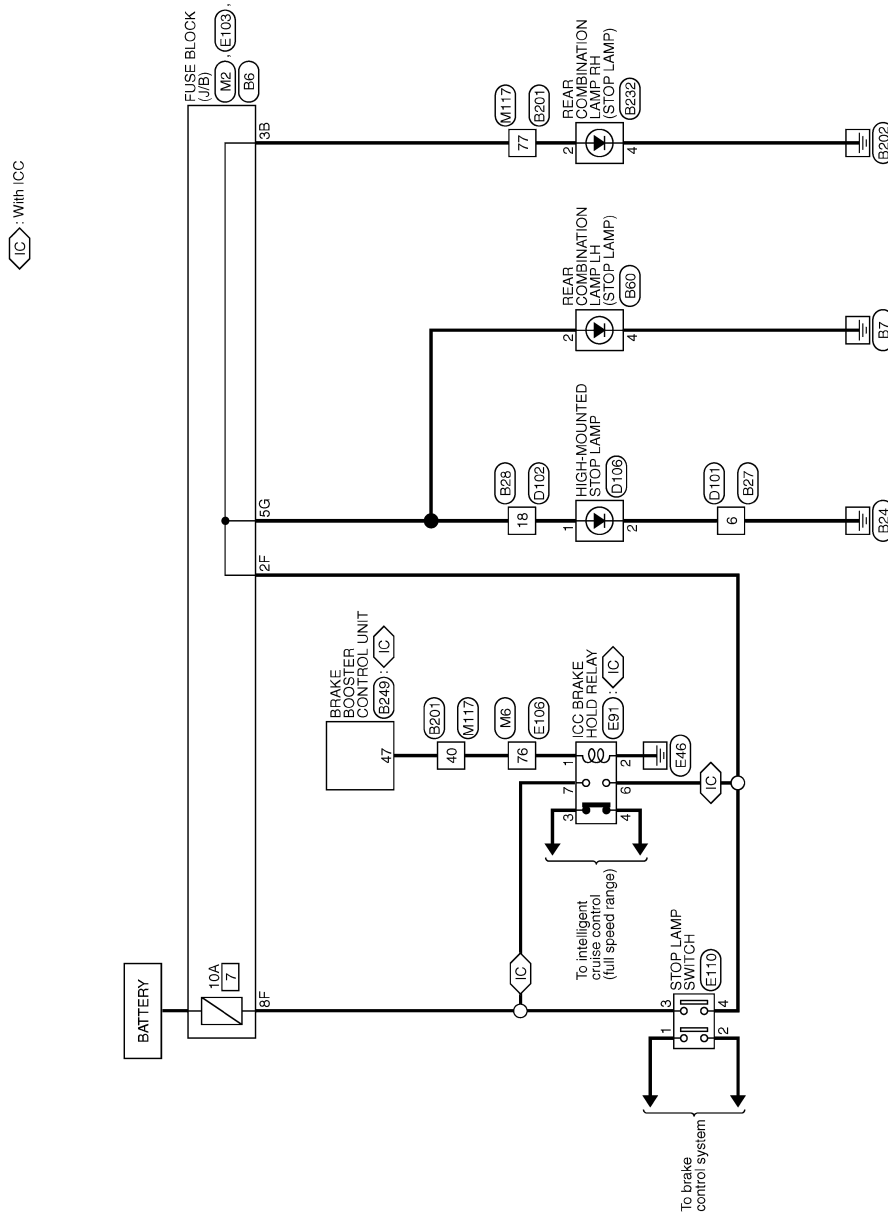 IC : With ICC
BATTERY
10A
7
8F
FUSE BLOCK
(J/B)
M2 , E103 ,
B6
2F
5G
3B
BRAKE
BOOSTER
CONTROL UNIT
B249 : IC
47
B201
40
M117
M6
76
E106
ICC BRAKE
HOLD RELAY
E91 : IC
3
7
1
4
6
2
E46
IC
IC
To intelligent
cruise control
(full speed range)
STOP LAMP
SWITCH
E110
1
3
2
4
To brake
control system
B28
18
D102
HIGH-MOUNTED
STOP LAMP
D106
1
2
D101
6
B27
B24
REAR
COMBINATION
LAMP LH
(STOP LAMP)
B60
2
4
B7
M117
77
B201
REAR
COMBINATION
LAMP RH
(STOP LAMP)
B232
2
4
B202